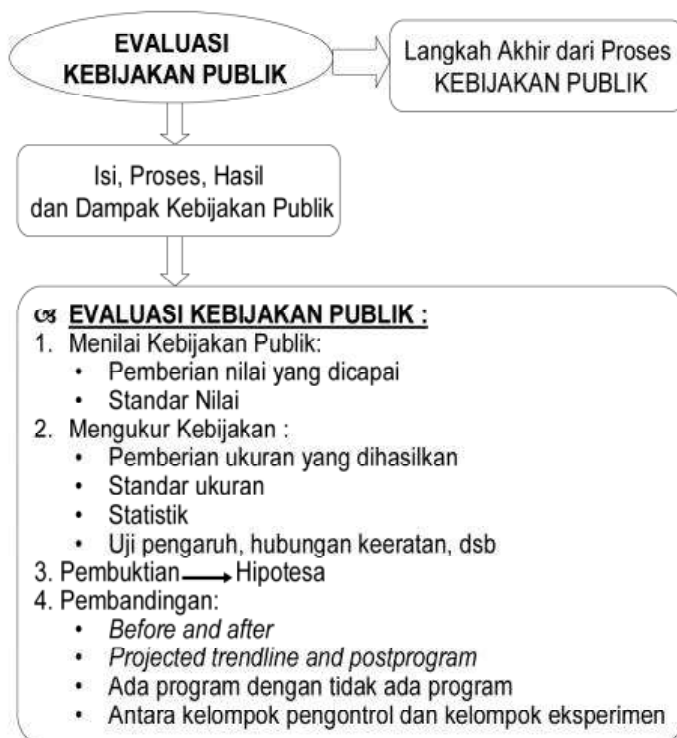 EVALUASI
KEBIJAKAN PUBLIK
Langkah Akhir dari Proses
KEBIJAKAN PUBLIK
Isi, Proses, Hasil
dan Dampak Kebijakan Publik
EVALUASI KEBIJAKAN PUBLIK :
1. Menilai Kebijakan Publik:
• Pemberian nilai yang dicapai
• Standar Nilai
2. Mengukur Kebijakan :
• Pemberian ukuran yang dihasilkan
• Standar ukuran
• Statistik
• Uji pengaruh, hubungan keeratan, dsb
3. Pembuktian → Hipotesa
4. Pembandingan:
• Before and after
• Projected trendline and postprogram
• Ada program dengan tidak ada program
• Antara kelompok pengontrol dan kelompok eksperimen